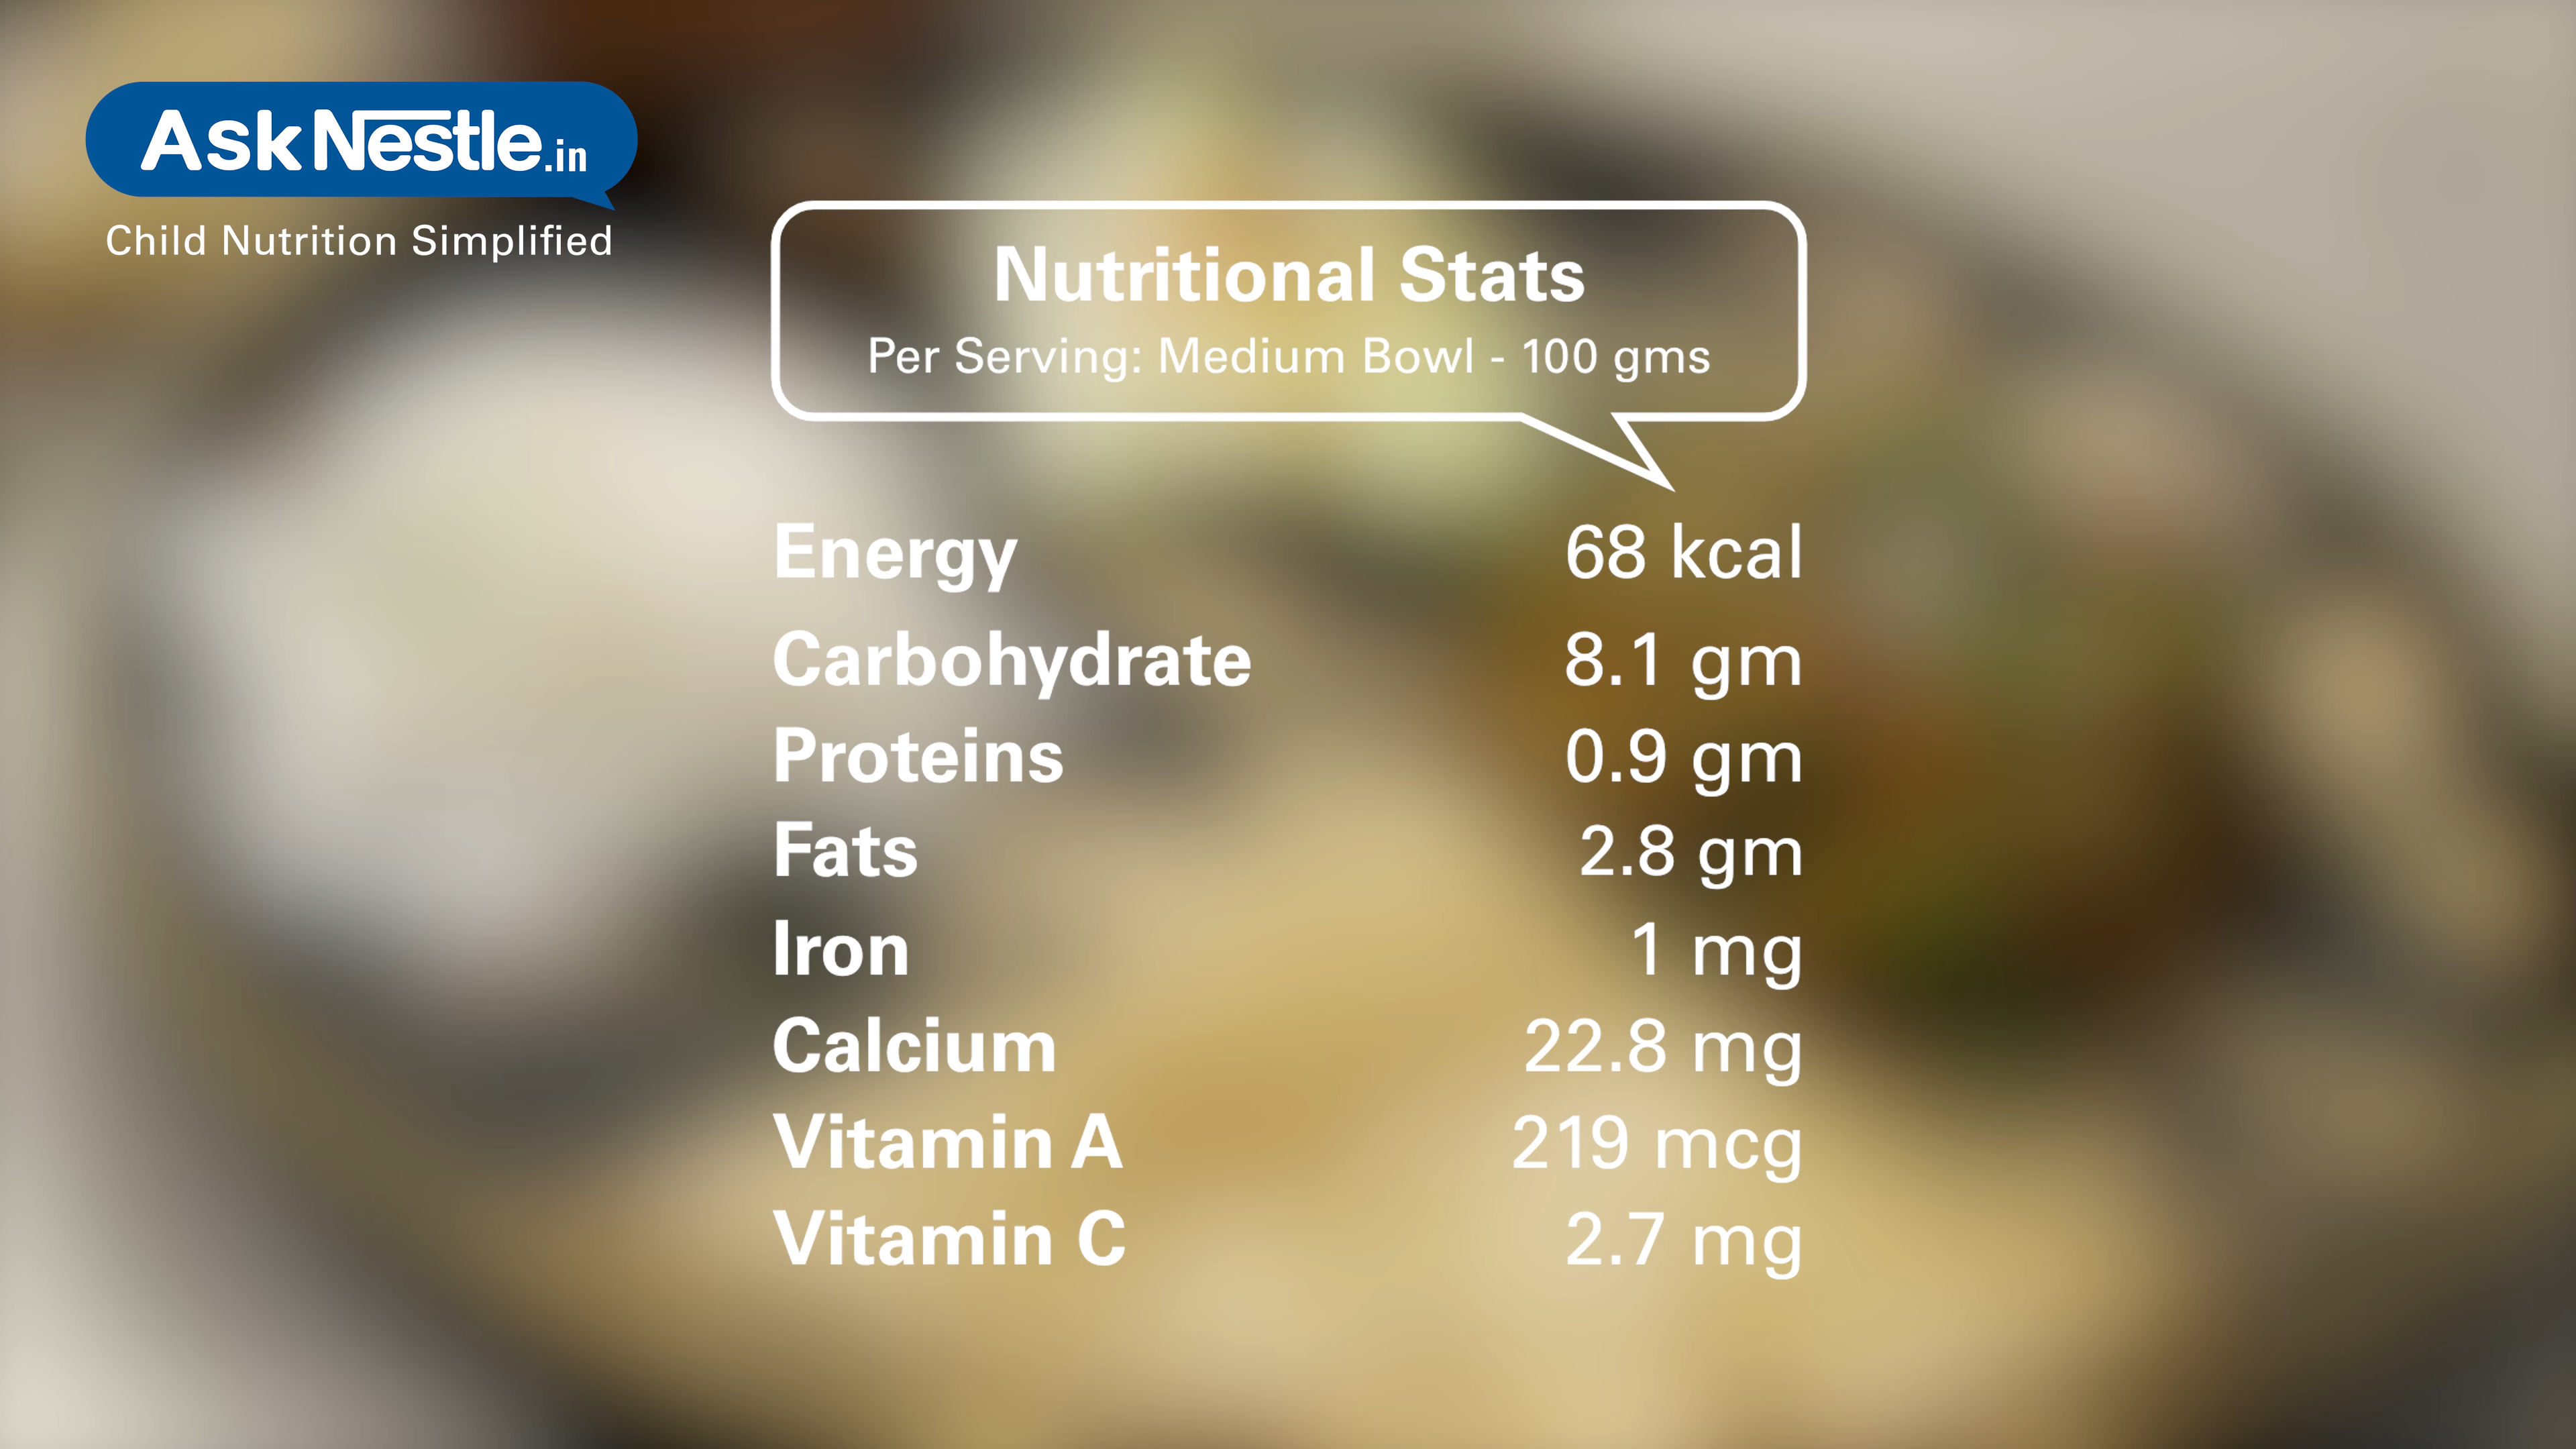 AskNestle.in
Child Nutrition Simplified
Nutritional Stats
Per Serving: Medium Bowl - 100 gms
Energy 68 kcal
Carbohydrate 8.1 gm
Proteins 0.9 gm
Fats 2.8 gm
Iron 1 mg
Calcium 22.8 mg
Vitamin A 219 mcg
Vitamin C 2.7 mg